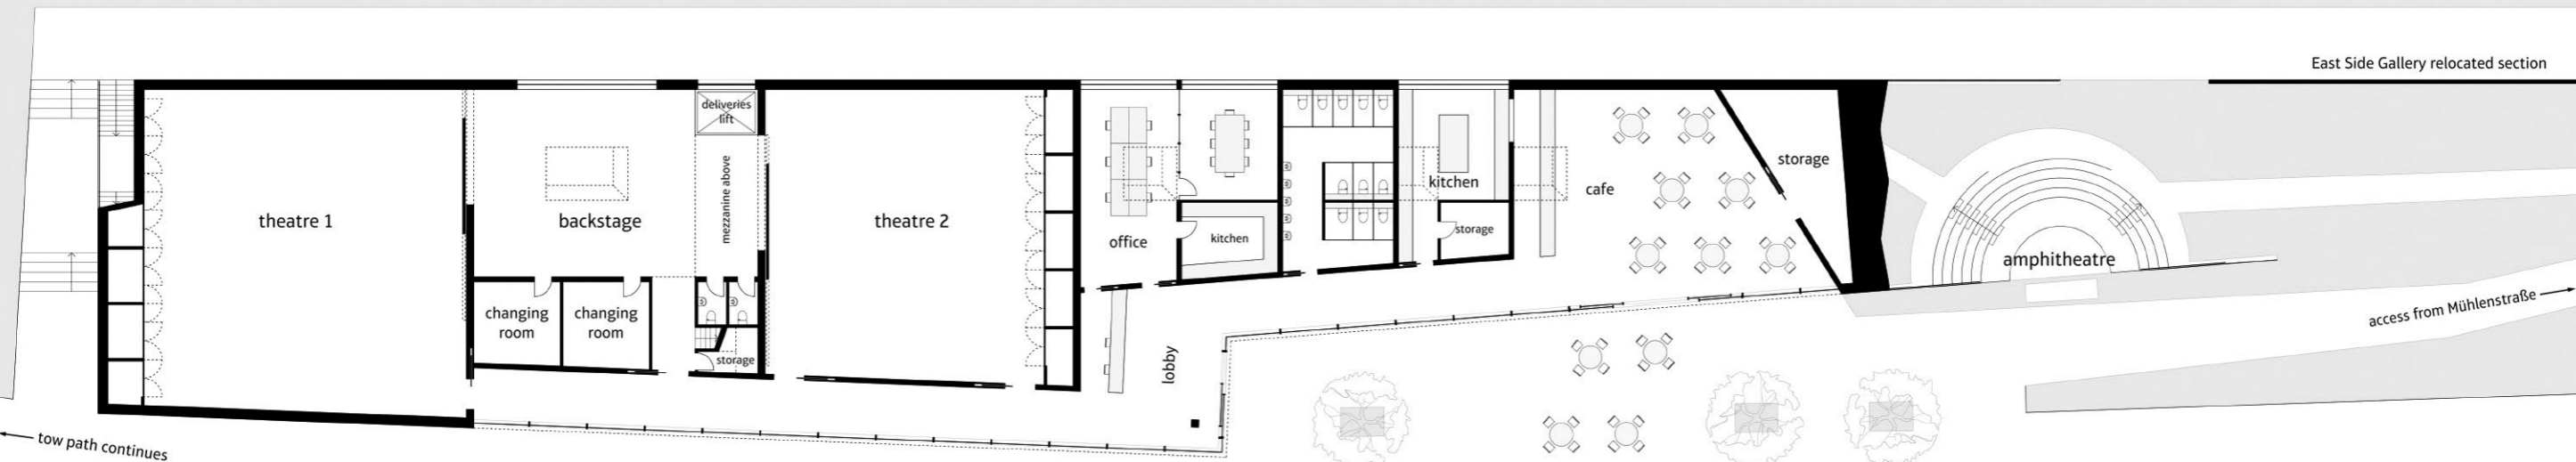 East Side Gallery relocated section
deliveries
lift
mezzanine above
storage
kitchen
cafe
theatre 1
backstage
theatre 2
office
kitchen
storage
amphitheatre
changing
room
changing
room
storage
lobby
access from Mühlenstraße
tow path continues